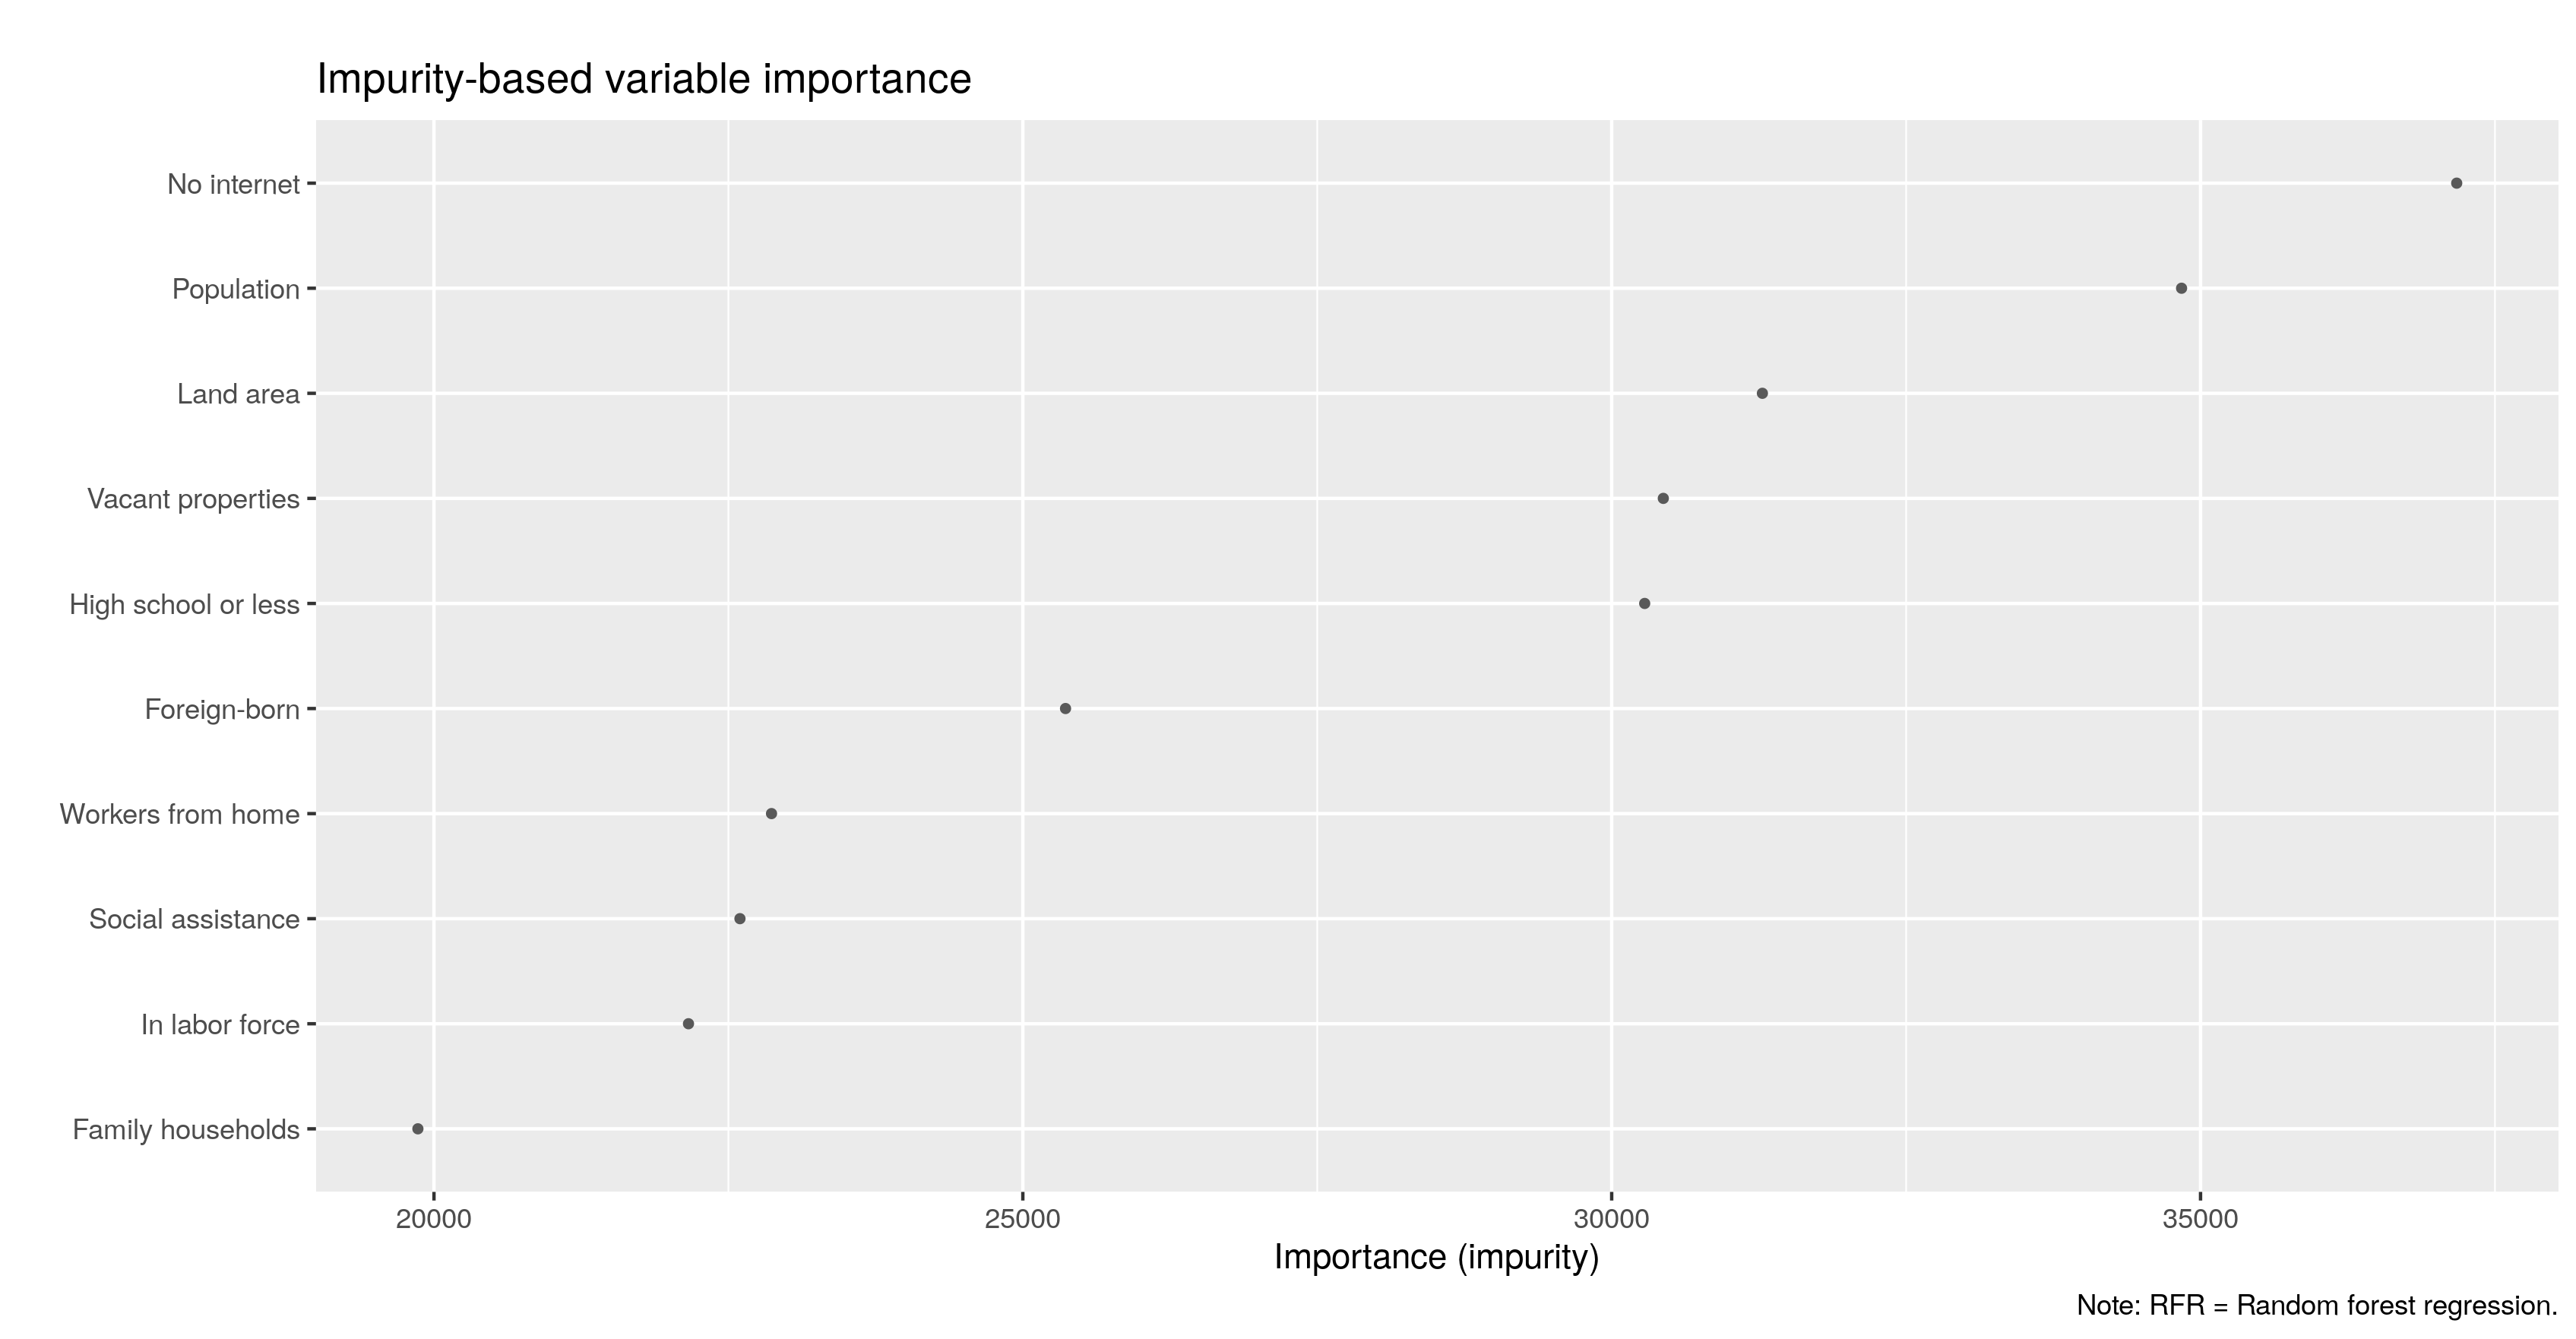 Impurity-based variable importance
No internet
Population
Land area
Vacant properties
High school or less
Foreign-born
Workers from home
Social assistance
In labor force
Family households
20000 25000 30000 35000
Importance (impurity)
Note: RFR = Random forest regression.